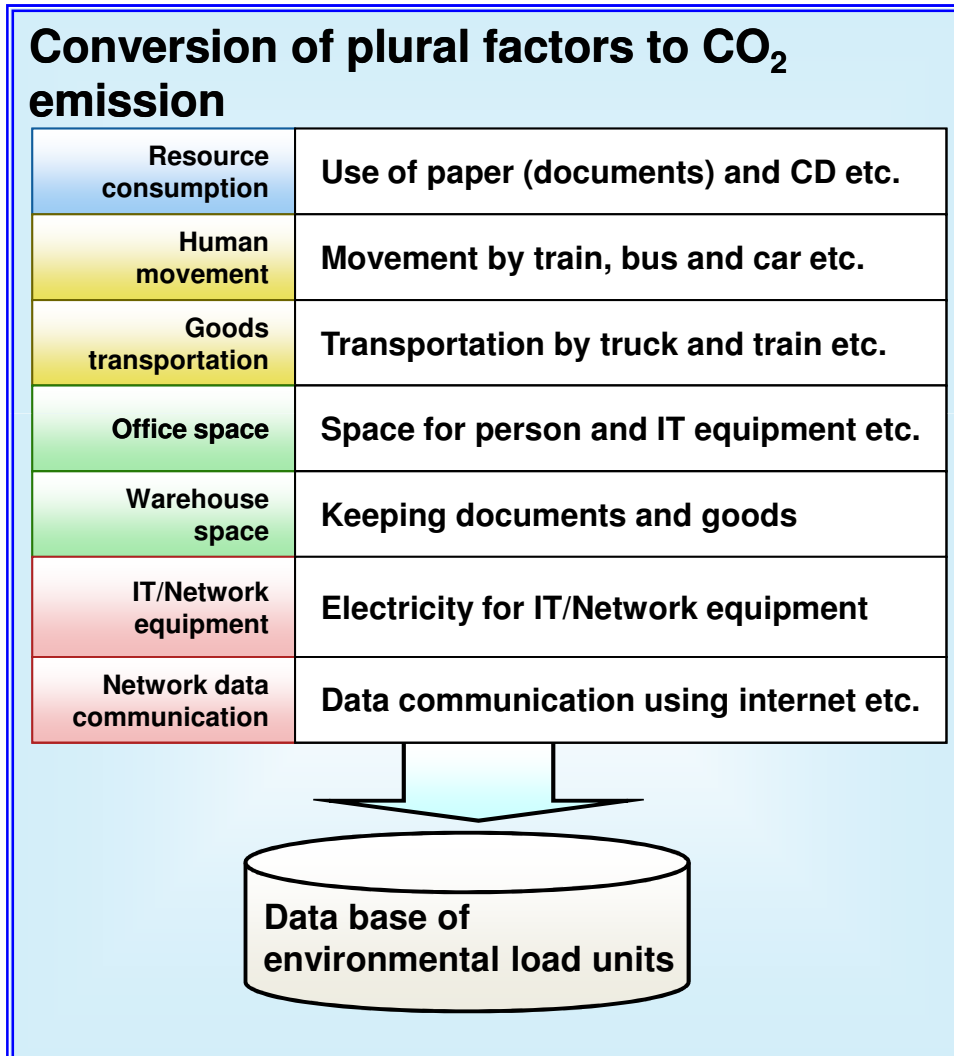 Conversion of plural factors to CO₂
emission
Resource
consumption
Use of paper (documents) and CD etc.
Human
movement
Movement by train, bus and car etc.
Goods
transportation
Transportation by truck and train etc.
Office space
Space for person and IT equipment etc.
Warehouse
space
Keeping documents and goods
IT/Network
equipment
Electricity for IT/Network equipment
Network data
communication
Data communication using internet etc.
Data base of
environmental load units